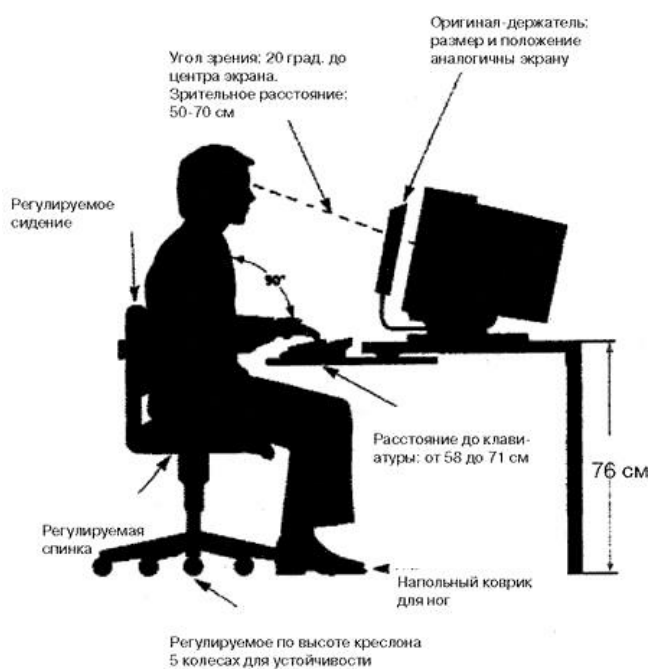 Оригинал-держатель:
размер и положение
аналогичны экрану
Угол зрения: 20 град. до
центра экрана.
Зрительное расстояние:
50-70 см
Регулируемое
сидение
90°
Расстояние до клави-
атуры: от 58 до 71 см
76 см
Регулируемая
спинка
Напольный коврик
для ног
Регулируемое по высоте креслона
5 колесах для устойчивости